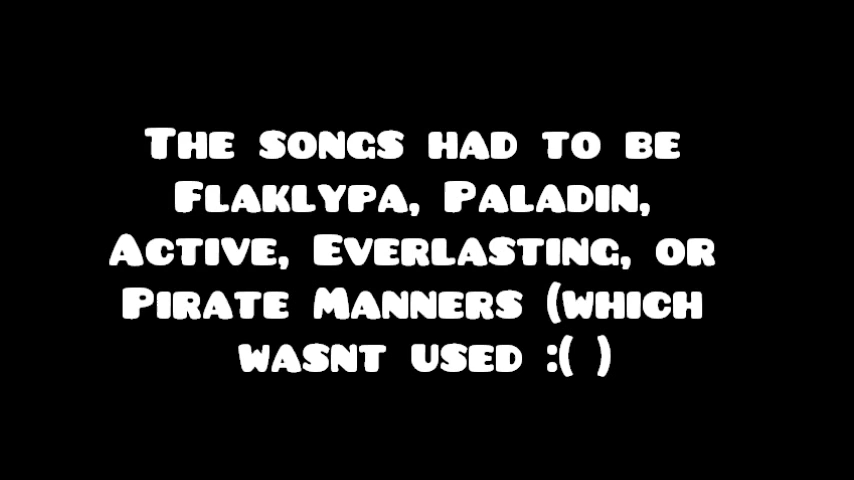 The songs had to be
Flaklypa, Paladin,
Active, Everlasting, or
Pirate Manners (which
wasnt used :( )